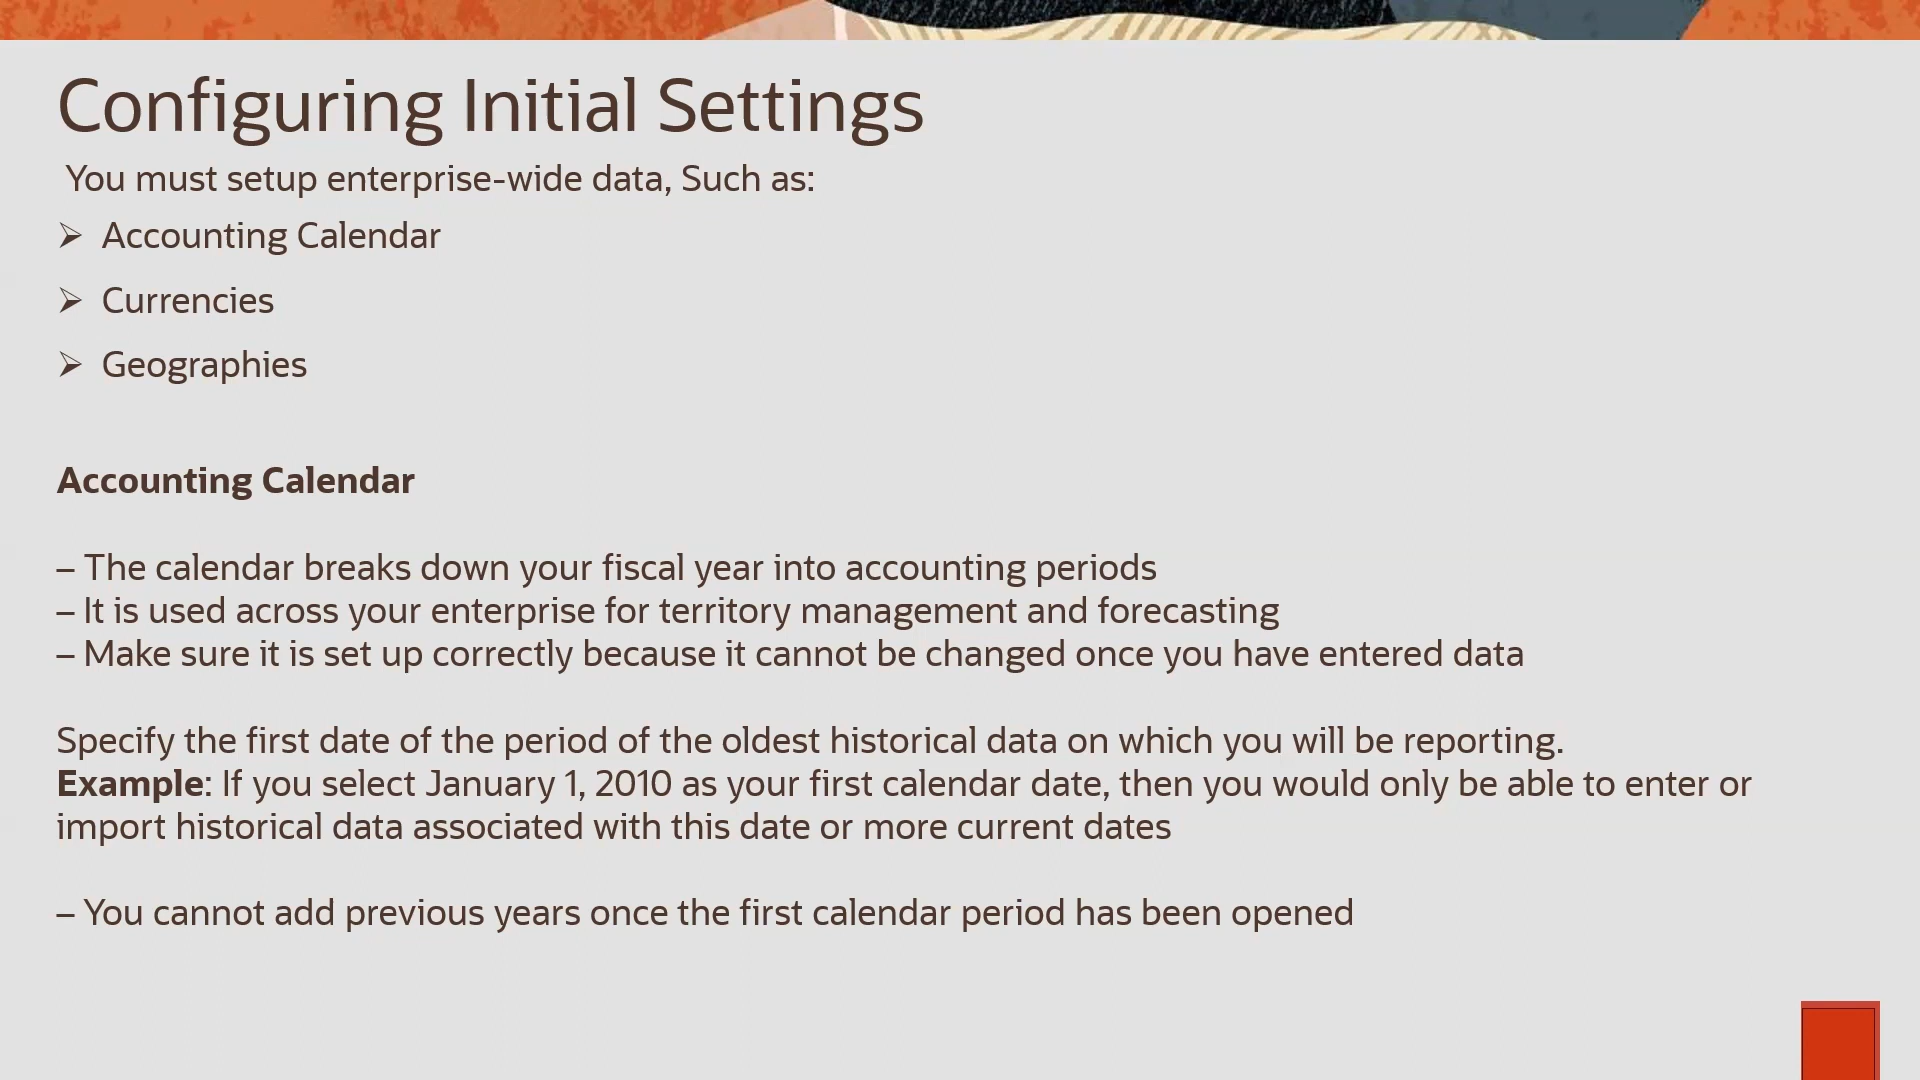 Configuring Initial Settings
You must setup enterprise-wide data, Such as:
➢ Accounting Calendar
➢ Currencies
➢ Geographies
Accounting Calendar
– The calendar breaks down your fiscal year into accounting periods
– It is used across your enterprise for territory management and forecasting
– Make sure it is set up correctly because it cannot be changed once you have entered data
Specify the first date of the period of the oldest historical data on which you will be reporting.
Example: If you select January 1, 2010 as your first calendar date, then you would only be able to enter or
import historical data associated with this date or more current dates
– You cannot add previous years once the first calendar period has been opened